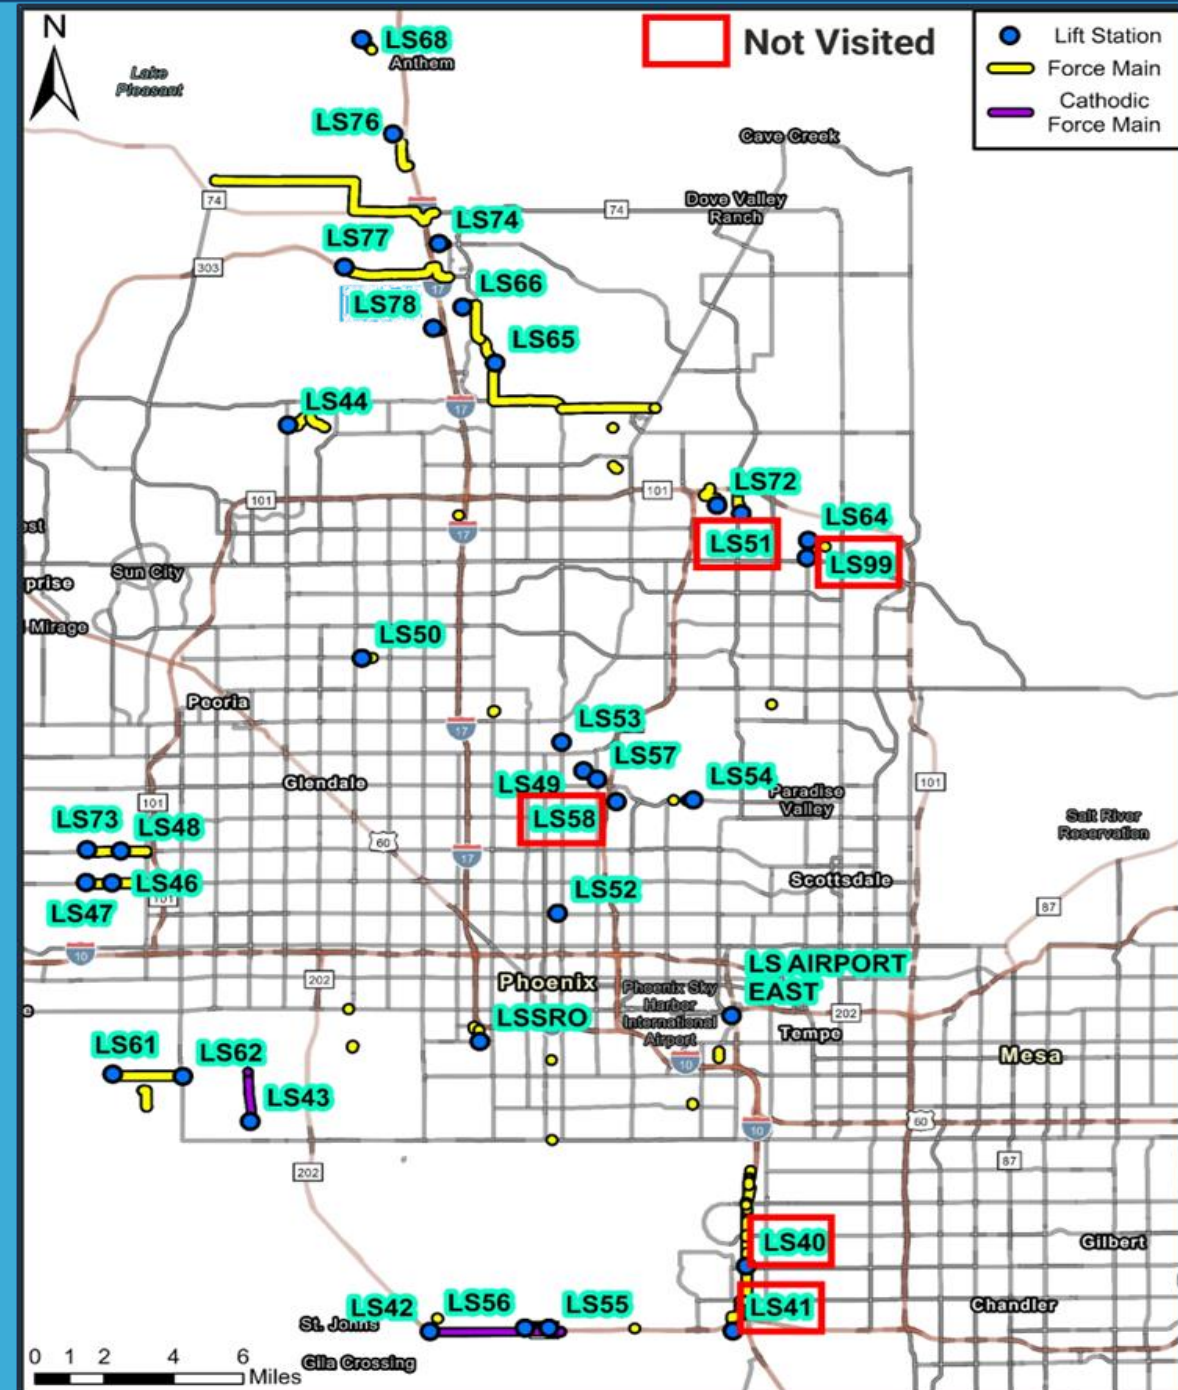 N
LS68
Anthem
Not Visited
Lift Station
Force Main
Cathodic
Force Main
Lake
Pleasant
LS76
Cave Creek
74
74
Dove Valley
Ranch
LS74
LS77
303
17
LS66
LS78
LS65
17
LS44
LS72
101
101
LS64
17
LS51
LS99
est
Sun City
prise
Mirage
LS50
Peoria
LS53
17
LS57
LS49
LS54
Paradise
Valley
Glendale
101
101
LS73
LS48
LS58
60
17
Salt River
Reservation
LS46
LS47
101
LS52
Scottsdale
87
10
LS AIRPORT
EAST
202
Phoenix
Phoenix Sky
Harbor
International
Airport
LSSRO
202
Tempe
Mesa
LS61
LS62
10
LS43
10
60
202
87
LS40
Gilbert
LS42
LS56
LS55
LS41
Chandler
St. Johns
Gila Crossing
0 1 2 4 6
Miles